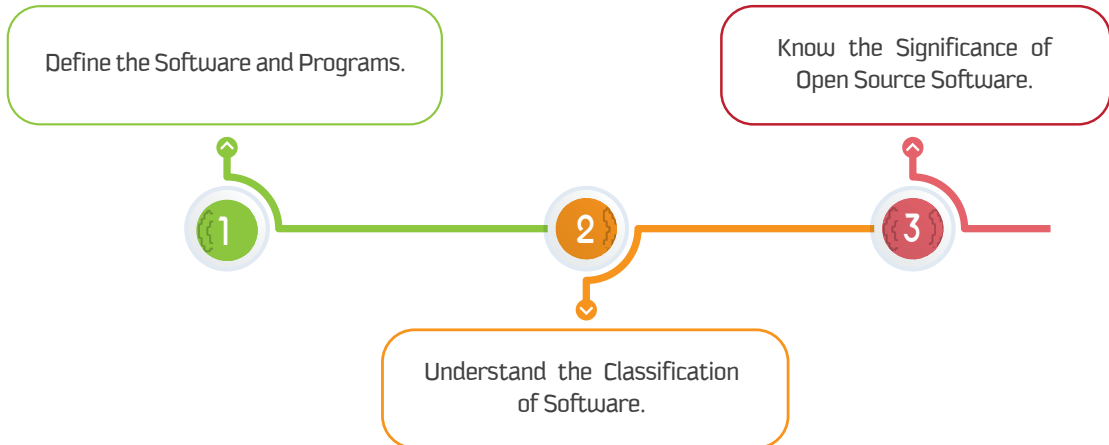 Define the Software and Programs.
Know the Significance of
Open Source Software.
1
2
3
Understand the Classification
of Software.